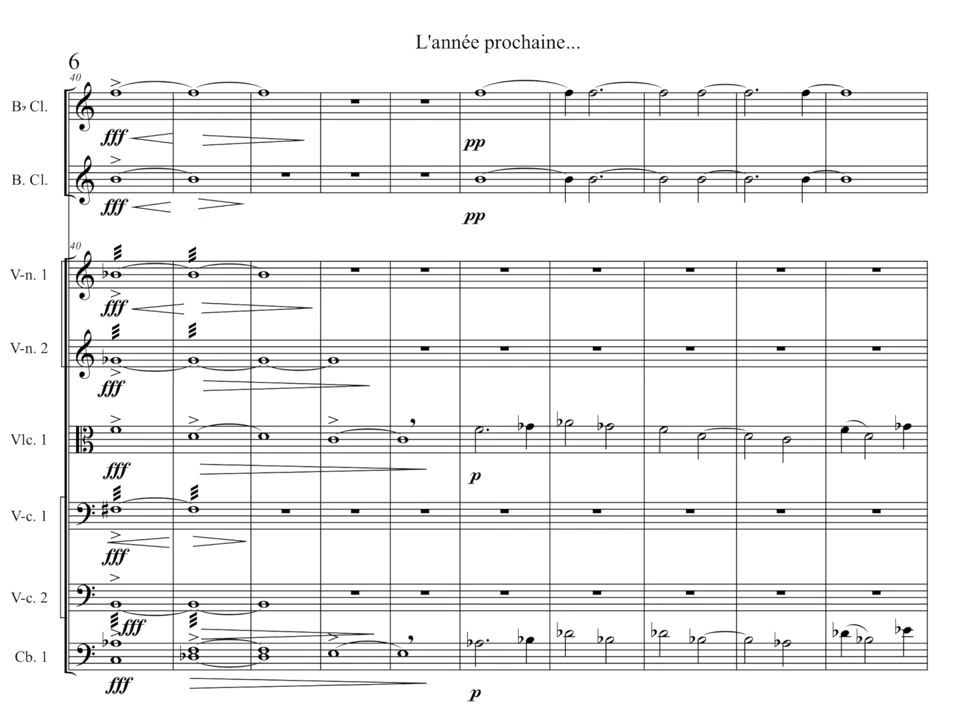 L'année prochaine...
6
40
B♭ Cl.
fff
pp
B. Cl.
fff
pp
40
V-n. 1
fff
V-n. 2
fff
Vlc. 1
fff
p
V-c. 1
fff
V-c. 2
fff
Cb. 1
fff
p